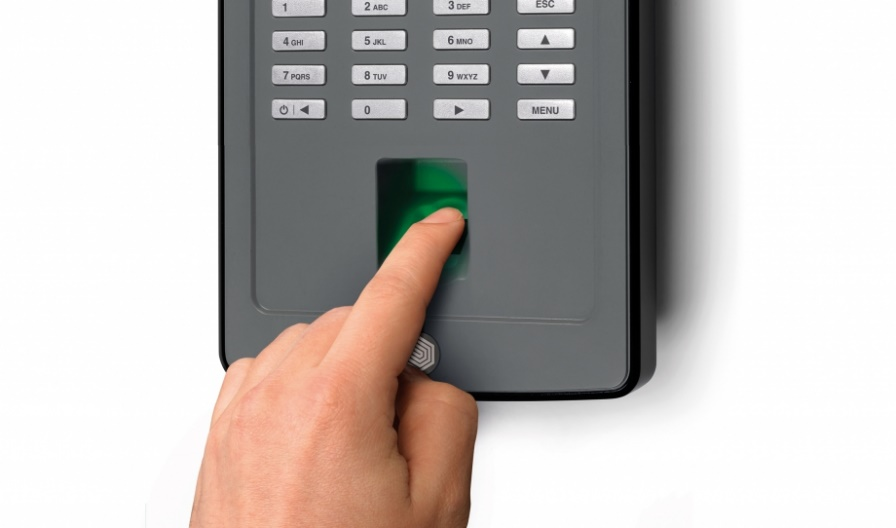 1 2 ABC 3 DEF ESC
4 GHI 5 JKL 6 MNO ▲
7 PQRS 8 TUV 9 WXYZ ▼
⏻ | ◀ 0 ▶ MENU